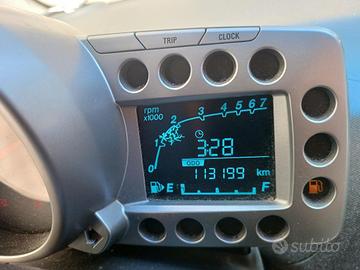 TRIP CLOCK
rpm
x1000
0 1 2 3 4 5 6 7
3:28
ODO
113199 km
E F
subito